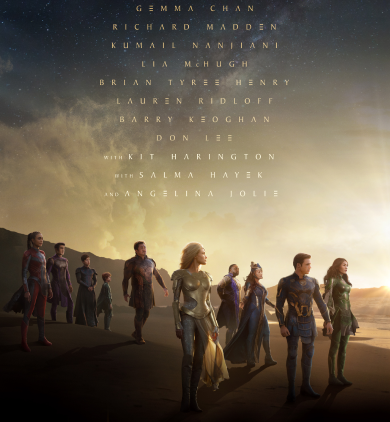 GEMMA CHAN
RICHARD MADDEN
KUMAIL NANJIANI
LIA McHUGH
BRIAN TYREE HENRY
LAUREN RIDLOFF
BARRY KEOGHAN
DON LEE
WITH KIT HARINGTON
WITH SALMA HAYEK
AND ANGELINA JOLIE